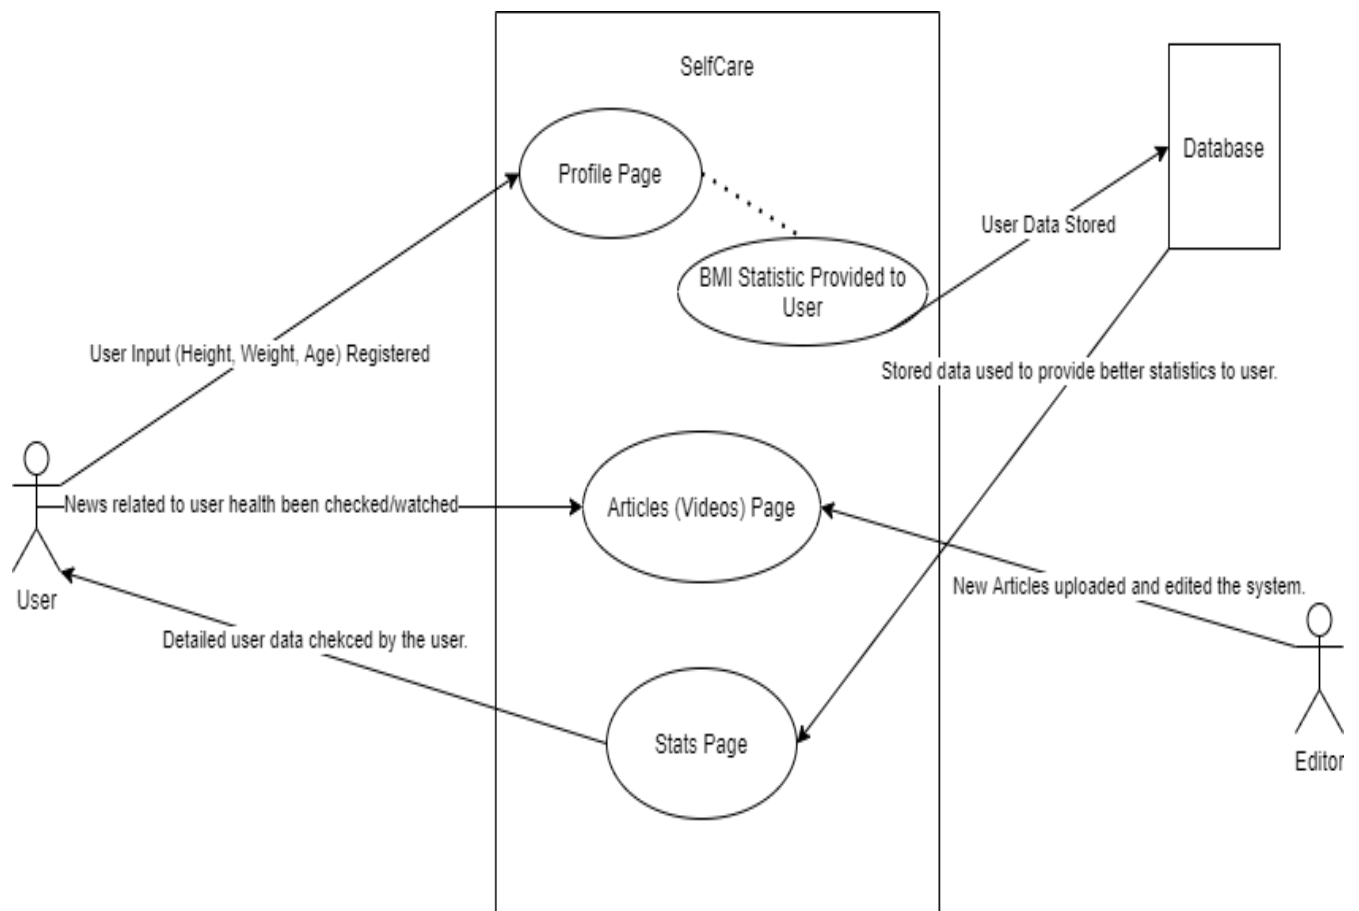 SelfCare
Profile Page
Database
User Data Stored
BMI Statistic Provided to
User
User Input (Height, Weight, Age) Registered
Stored data used to provide better statistics to user.
News related to user health been checked/watched
Articles (Videos) Page
New Articles uploaded and edited the system.
User
Detailed user data chekced by the user.
Stats Page
Editor